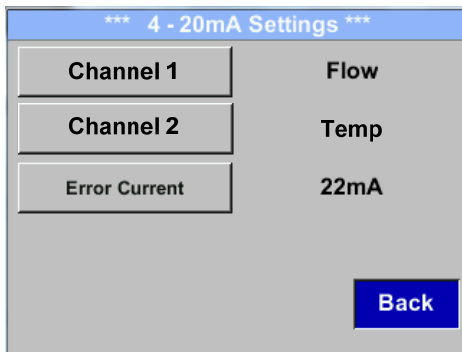 *** 4 - 20mA Settings ***
Channel 1 Flow
Channel 2 Temp
Error Current 22mA
Back